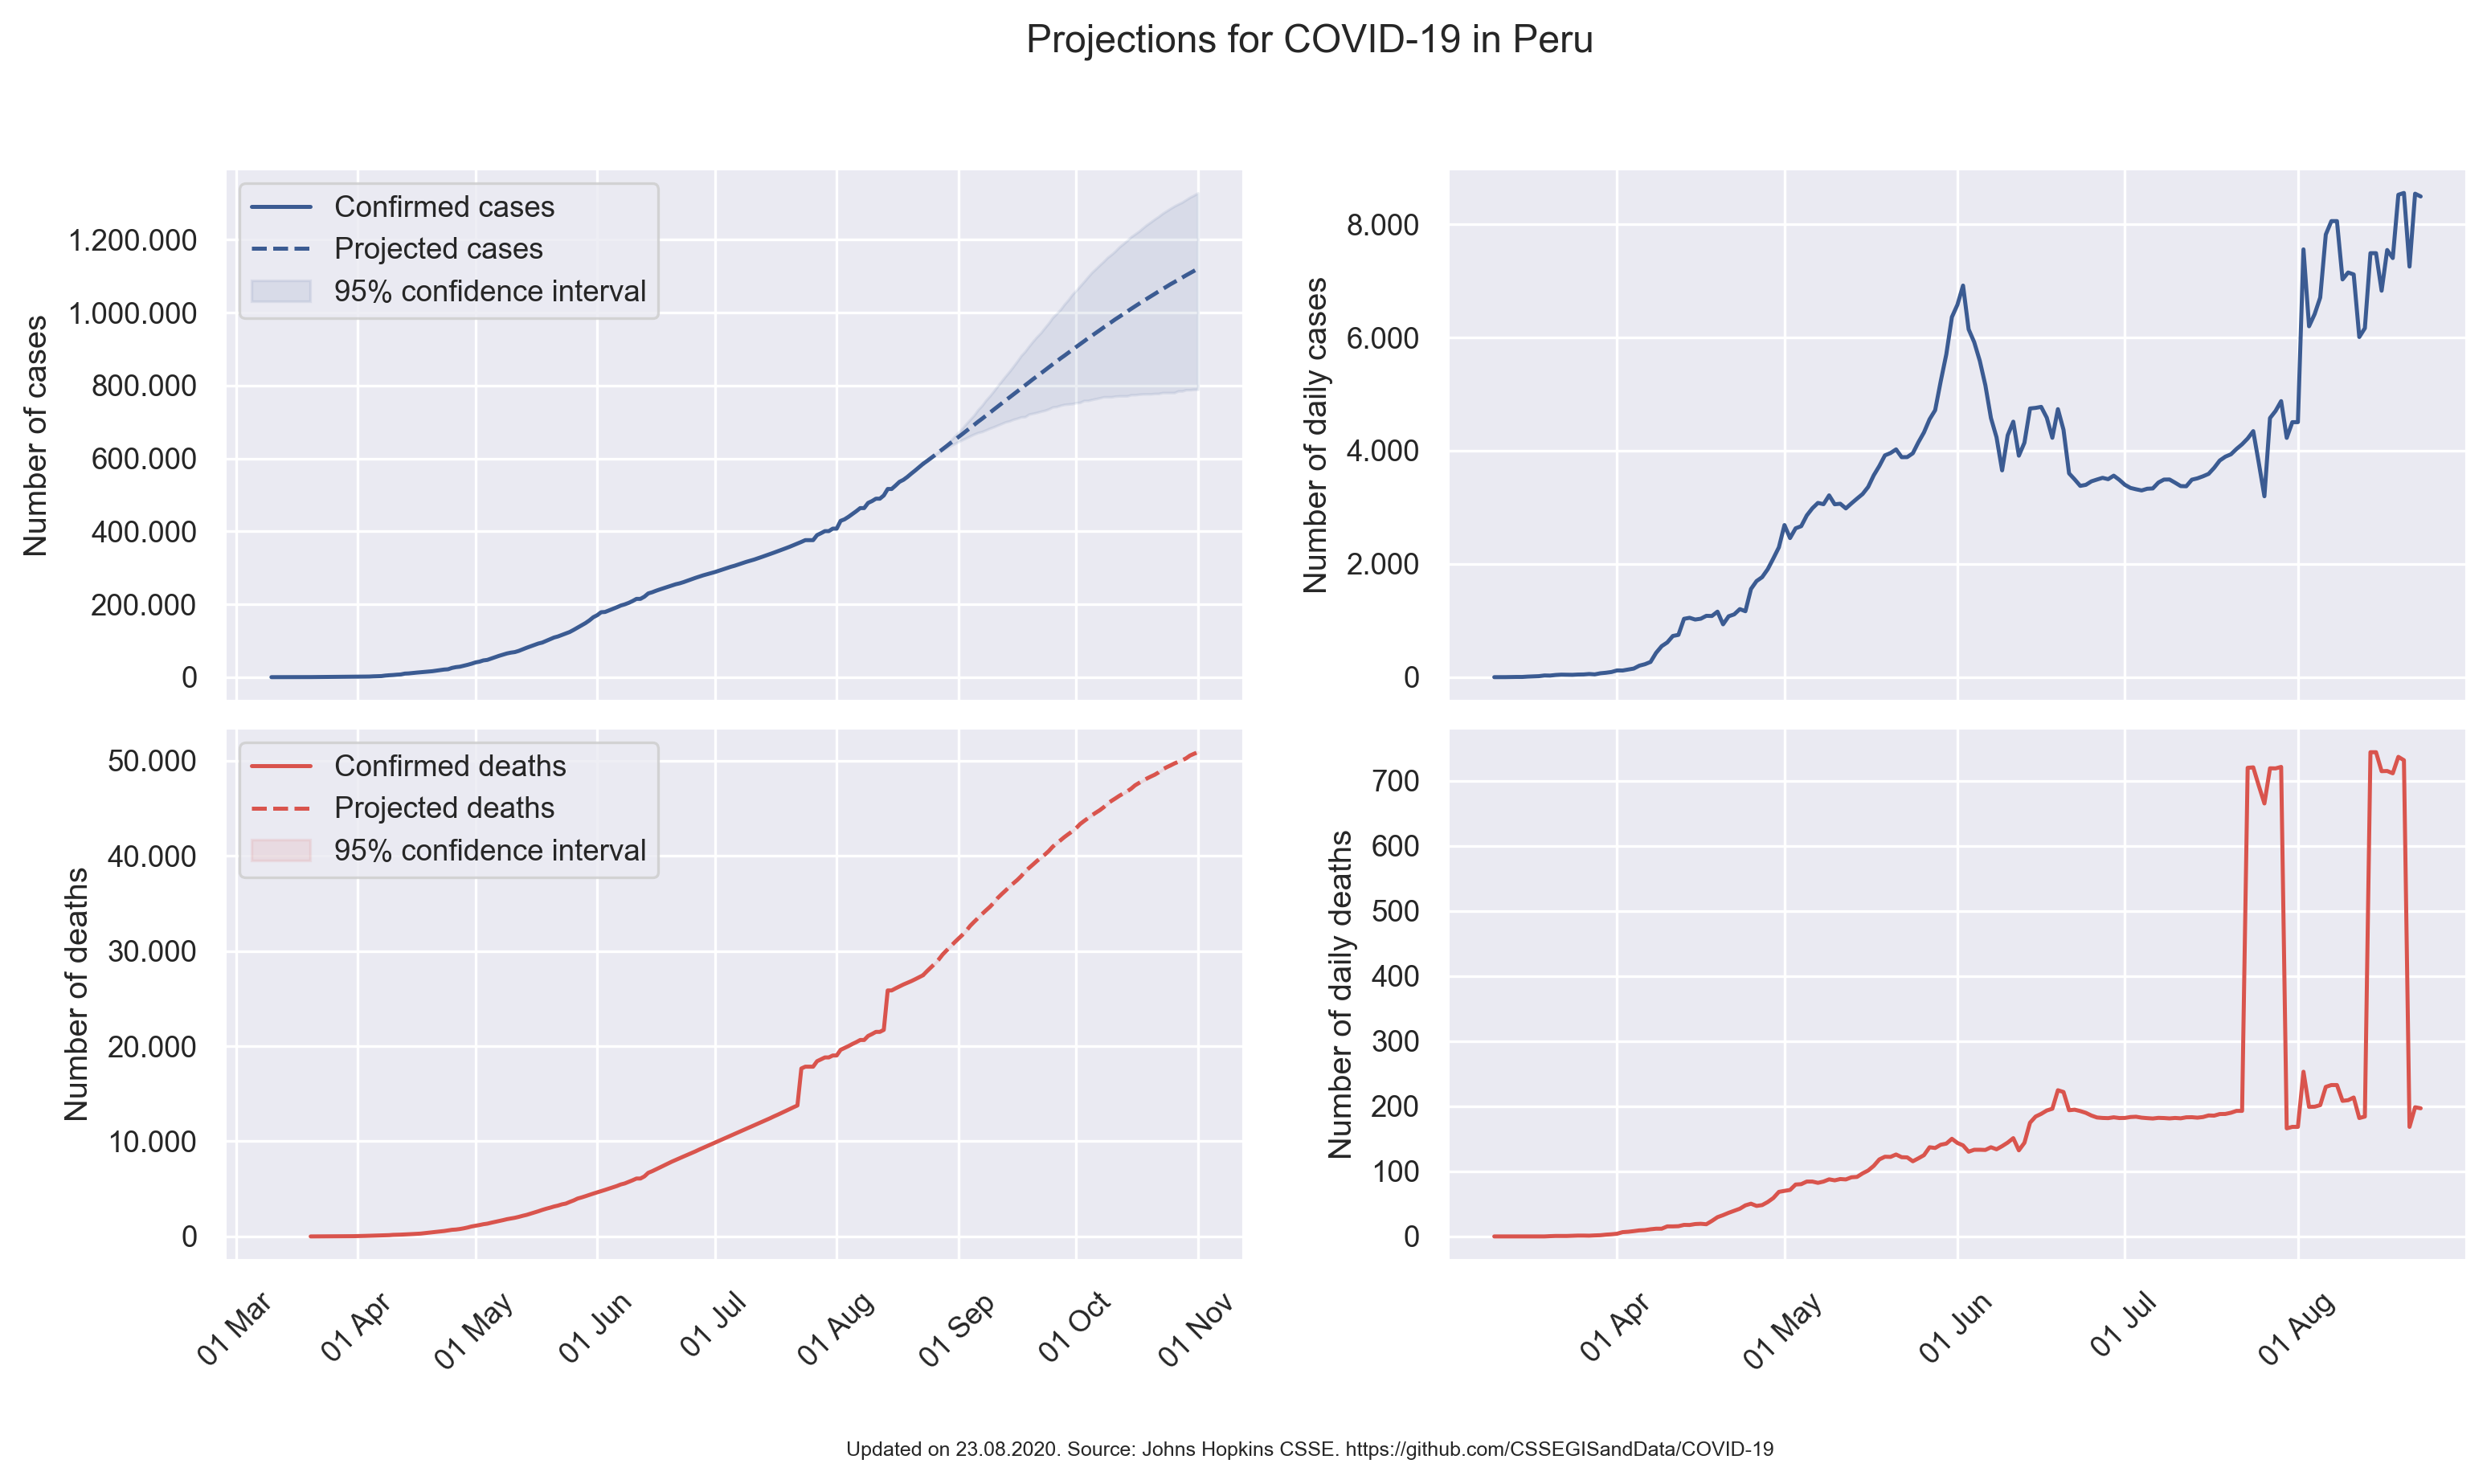 Projections for COVID-19 in Peru
Confirmed cases
Projected cases
95% confidence interval
Number of cases
1.200.000
1.000.000
800.000
600.000
400.000
200.000
0
Number of daily cases
8.000
6.000
4.000
2.000
0
Confirmed deaths
Projected deaths
95% confidence interval
Number of deaths
50.000
40.000
30.000
20.000
10.000
0
01 Mar
01 Apr
01 May
01 Jun
01 Jul
01 Aug
01 Sep
01 Oct
01 Nov
Number of daily deaths
700
600
500
400
300
200
100
0
01 Apr
01 May
01 Jun
01 Jul
01 Aug
Updated on 23.08.2020. Source: Johns Hopkins CSSE. https://github.com/CSSEGISandData/COVID-19